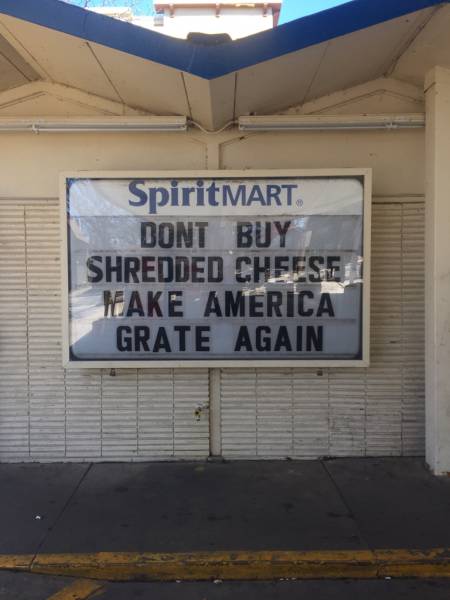 SpiritMART®
DONT BUY
SHREDDED CHEESE
MAKE AMERICA
GRATE AGAIN